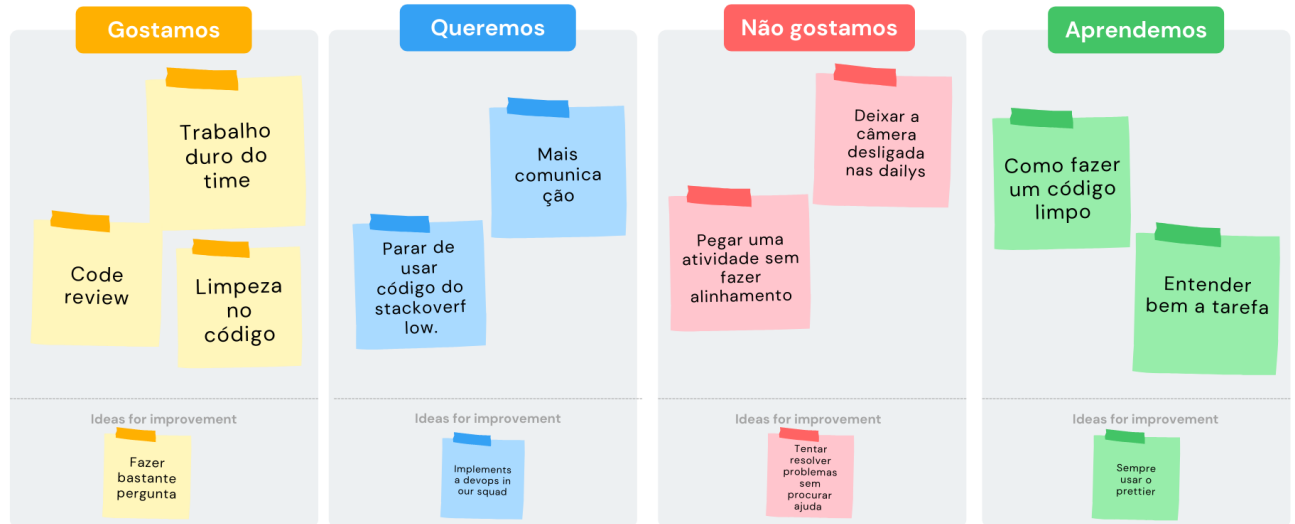 Gostamos
Trabalho
duro do
time
Code
review
Limpeza
no
código
Ideas for improvement
Fazer
bastante
pergunta
Queremos
Mais
comunica
ção
Parar de
usar
código do
stackoverf
low.
Ideas for improvement
Implements
a devops in
our squad
Não gostamos
Deixar a
câmera
desligada
nas dailys
Pegar uma
atividade sem
fazer
alinhamento
Ideas for improvement
Tentar
resolver
problemas
sem
procurar
ajuda
Aprendemos
Como fazer
um código
limpo
Entender
bem a tarefa
Ideas for improvement
Sempre
usar o
prettier